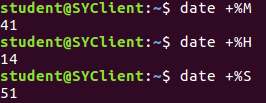 student@SYClient:~$ date +%M
41
student@SYClient:~$ date +%H
14
student@SYClient:~$ date +%S
51